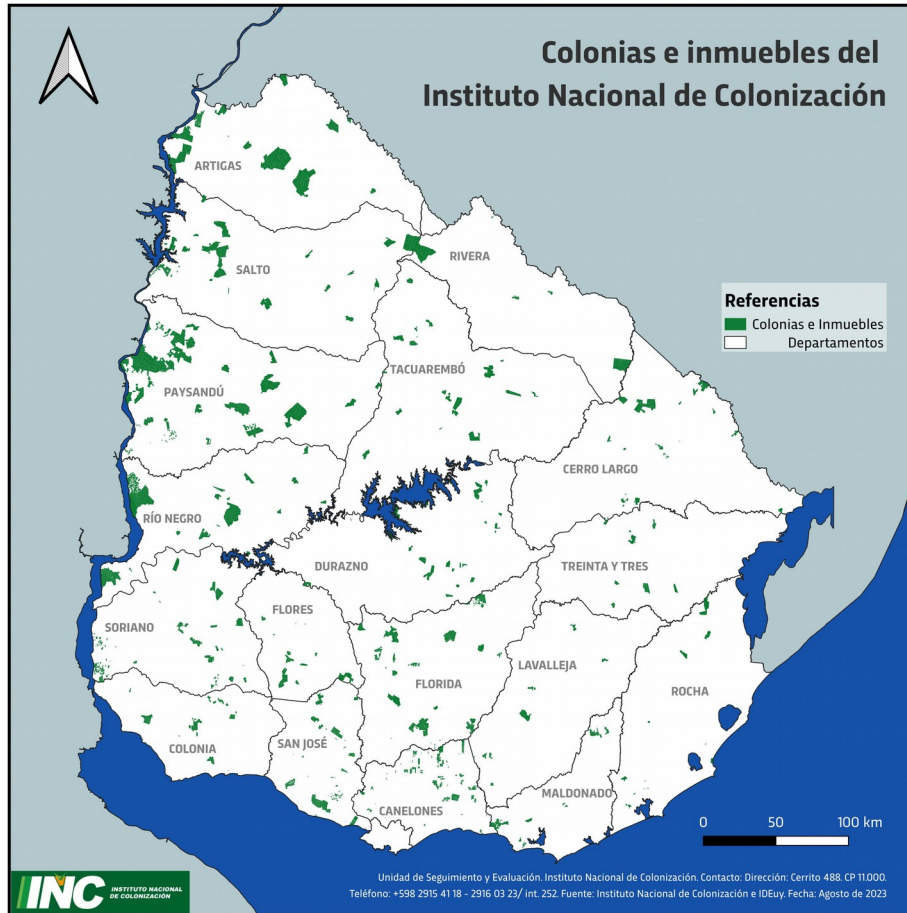 Colonias e inmuebles del
Instituto Nacional de Colonización
ARTIGAS
RIVERA
SALTO
Referencias
Colonias e Inmuebles
Departamentos
TACUAREMBÓ
PAYSANDÚ
CERRO LARGO
RÍO NEGRO
DURAZNO
TREINTA Y TRES
FLORES
SORIANO
LAVALLEJA
FLORIDA
ROCHA
COLONIA
SAN JOSÉ
MALDONADO
CANELONES
0 50 100 km
INC INSTITUTO NACIONAL
DE COLONIZACIÓN
Unidad de Seguimiento y Evaluación. Instituto Nacional de Colonización. Contacto: Dirección: Cerrito 488. CP 11.000.
Teléfono: +598 2915 41 18 - 2916 03 23/ int. 252. Fuente: Instituto Nacional de Colonización e IDEuy. Fecha: Agosto de 2023